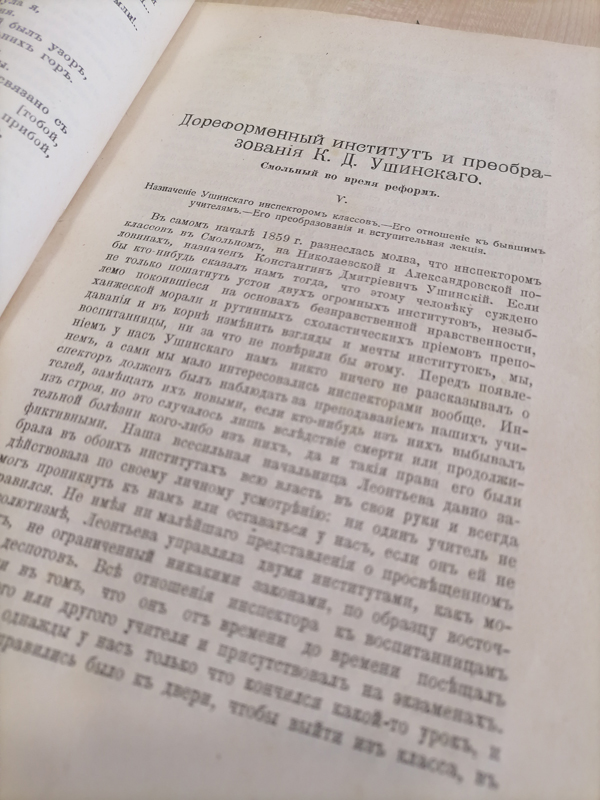 была я,
былъ узоръ,
нихъ горъ.
связано съ
[тобой,
прибой,
Дореформенный институтъ и преобра-
зованія К. Д. Ушинскаго.
Смольный во время реформъ.
V.
Назначеніе Ушинскаго инспекторомъ классовъ.—Его отношеніе къ бывшимъ
учителямъ.—Его преобразованія и вступительная лекція.
Въ самомъ началѣ 1859 г. разнеслась молва, что инспекторомъ
классовъ въ Смольномъ, на Николаевской и Александровской по-
ловинахъ, назначенъ Константинъ Дмитріевичъ Ушинскій. Если
бы кто-нибудь сказалъ намъ тогда, что этому человѣку суждено
не только пошатнуть устои двухъ огромныхъ институтовъ, незыб-
лемо покоившіеся на основахъ безнравственной нравственности,
ханжеской морали и рутинныхъ схоластическихъ пріемовъ препо-
даванія и въ корнѣ измѣнить взгляды и мечты институтокъ, мы,
воспитанницы, ни за что не повѣрили бы этому. Передъ появле-
ніемъ у насъ Ушинскаго намъ никто ничего не разсказывалъ о
немъ, а сами мы мало интересовались инспекторами вообще. Ин-
спекторъ долженъ былъ наблюдать за преподаваніемъ нашихъ учи-
телей, замѣщать ихъ новыми, если кто-нибудь изъ нихъ выбывалъ
изъ строя, но это случалось лишь вслѣдствіе смерти или продолжи-
тельной болѣзни кого-либо изъ нихъ, да и такія права его были
фиктивными. Наша всесильная начальница Леонтьева давно за-
брала въ обоихъ институтахъ всю власть въ свои руки и всегда
дѣйствовала по своему личному усмотрѣнію: ни одинъ учитель не
могъ проникнуть къ намъ или оставаться у насъ, если онъ ей не
нравился. Не имѣя ни малѣйшаго представленія о просвѣщенномъ
абсолютизмѣ, Леонтьева управляла двумя институтами, какъ мо-
не ограниченный никакими законами, по образцу восточ-
деспотовъ. Всѣ отношенія инспектора къ воспитанницамъ
и въ томъ, что онъ отъ времени до времени посѣщалъ
или другого учителя и присутствовалъ на экзаменахъ.
однажды у насъ только что кончился какой-то урокъ, и
правились было къ двери, чтобы выйти изъ класса, въ